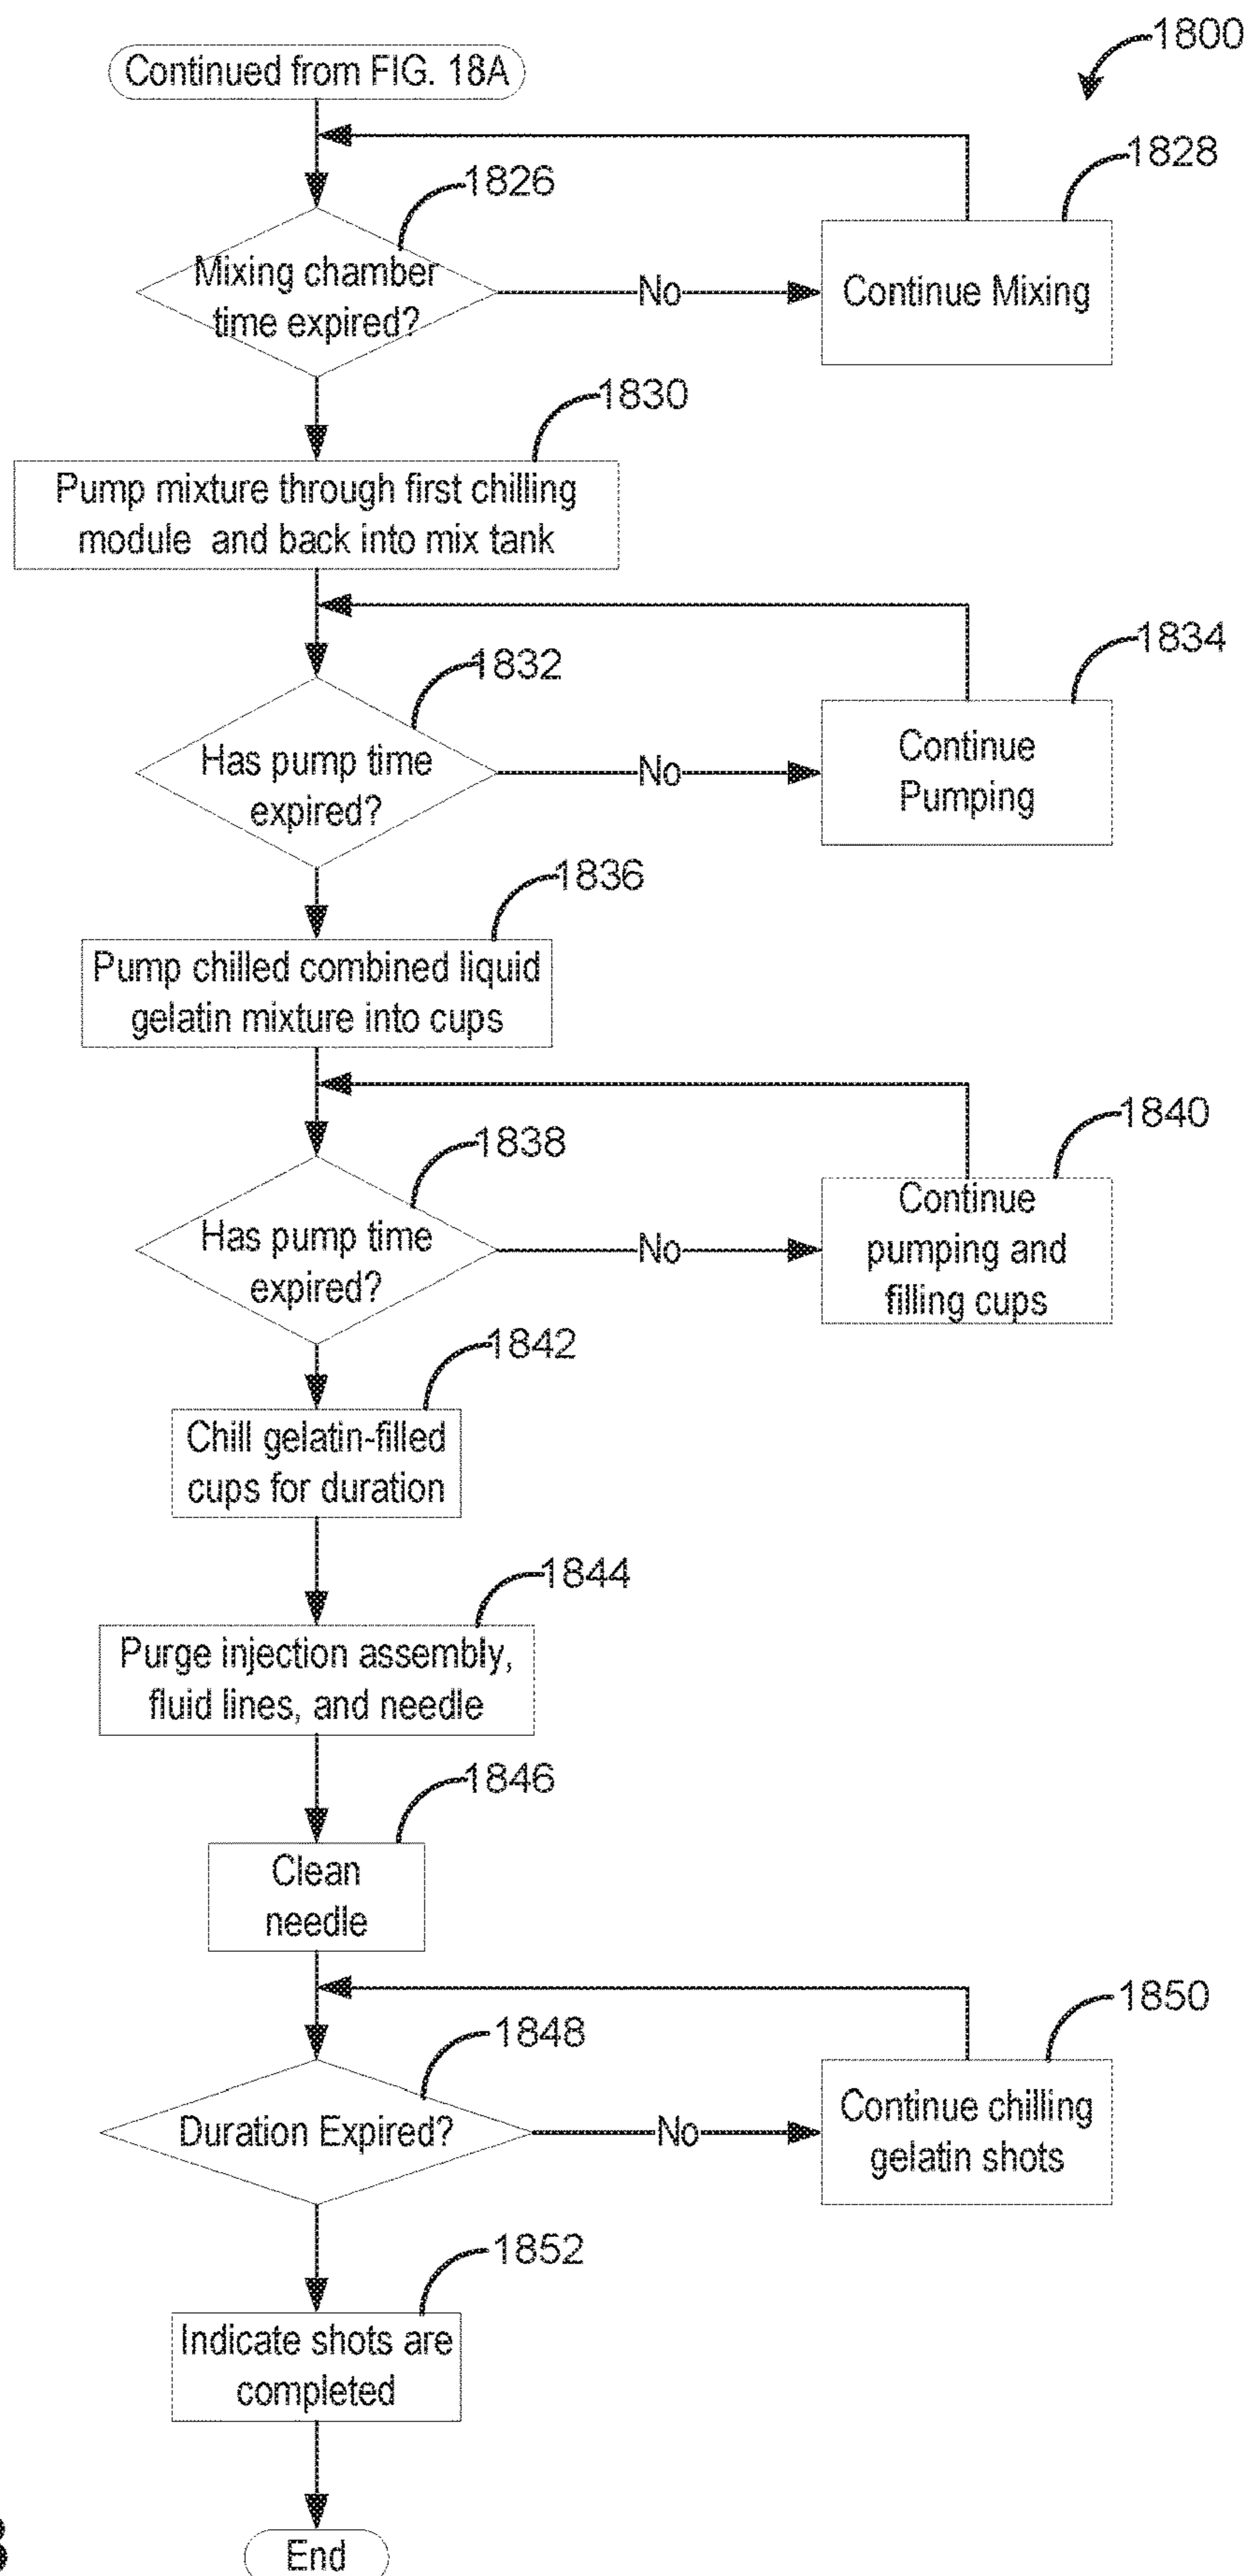 1800
Continued from FIG. 18A
1826
1828
Mixing chamber
time expired?
No
Continue Mixing
1830
Pump mixture through first chilling
module and back into mix tank
1832
1834
Has pump time
expired?
No
Continue
Pumping
1836
Pump chilled combined liquid
gelatin mixture into cups
1838
1840
Has pump time
expired?
No
Continue
pumping and
filling cups
1842
Chill gelatin-filled
cups for duration
1844
Purge injection assembly,
fluid lines, and needle
1846
Clean
needle
1848
1850
Duration Expired?
No
Continue chilling
gelatin shots
1852
Indicate shots are
completed
End